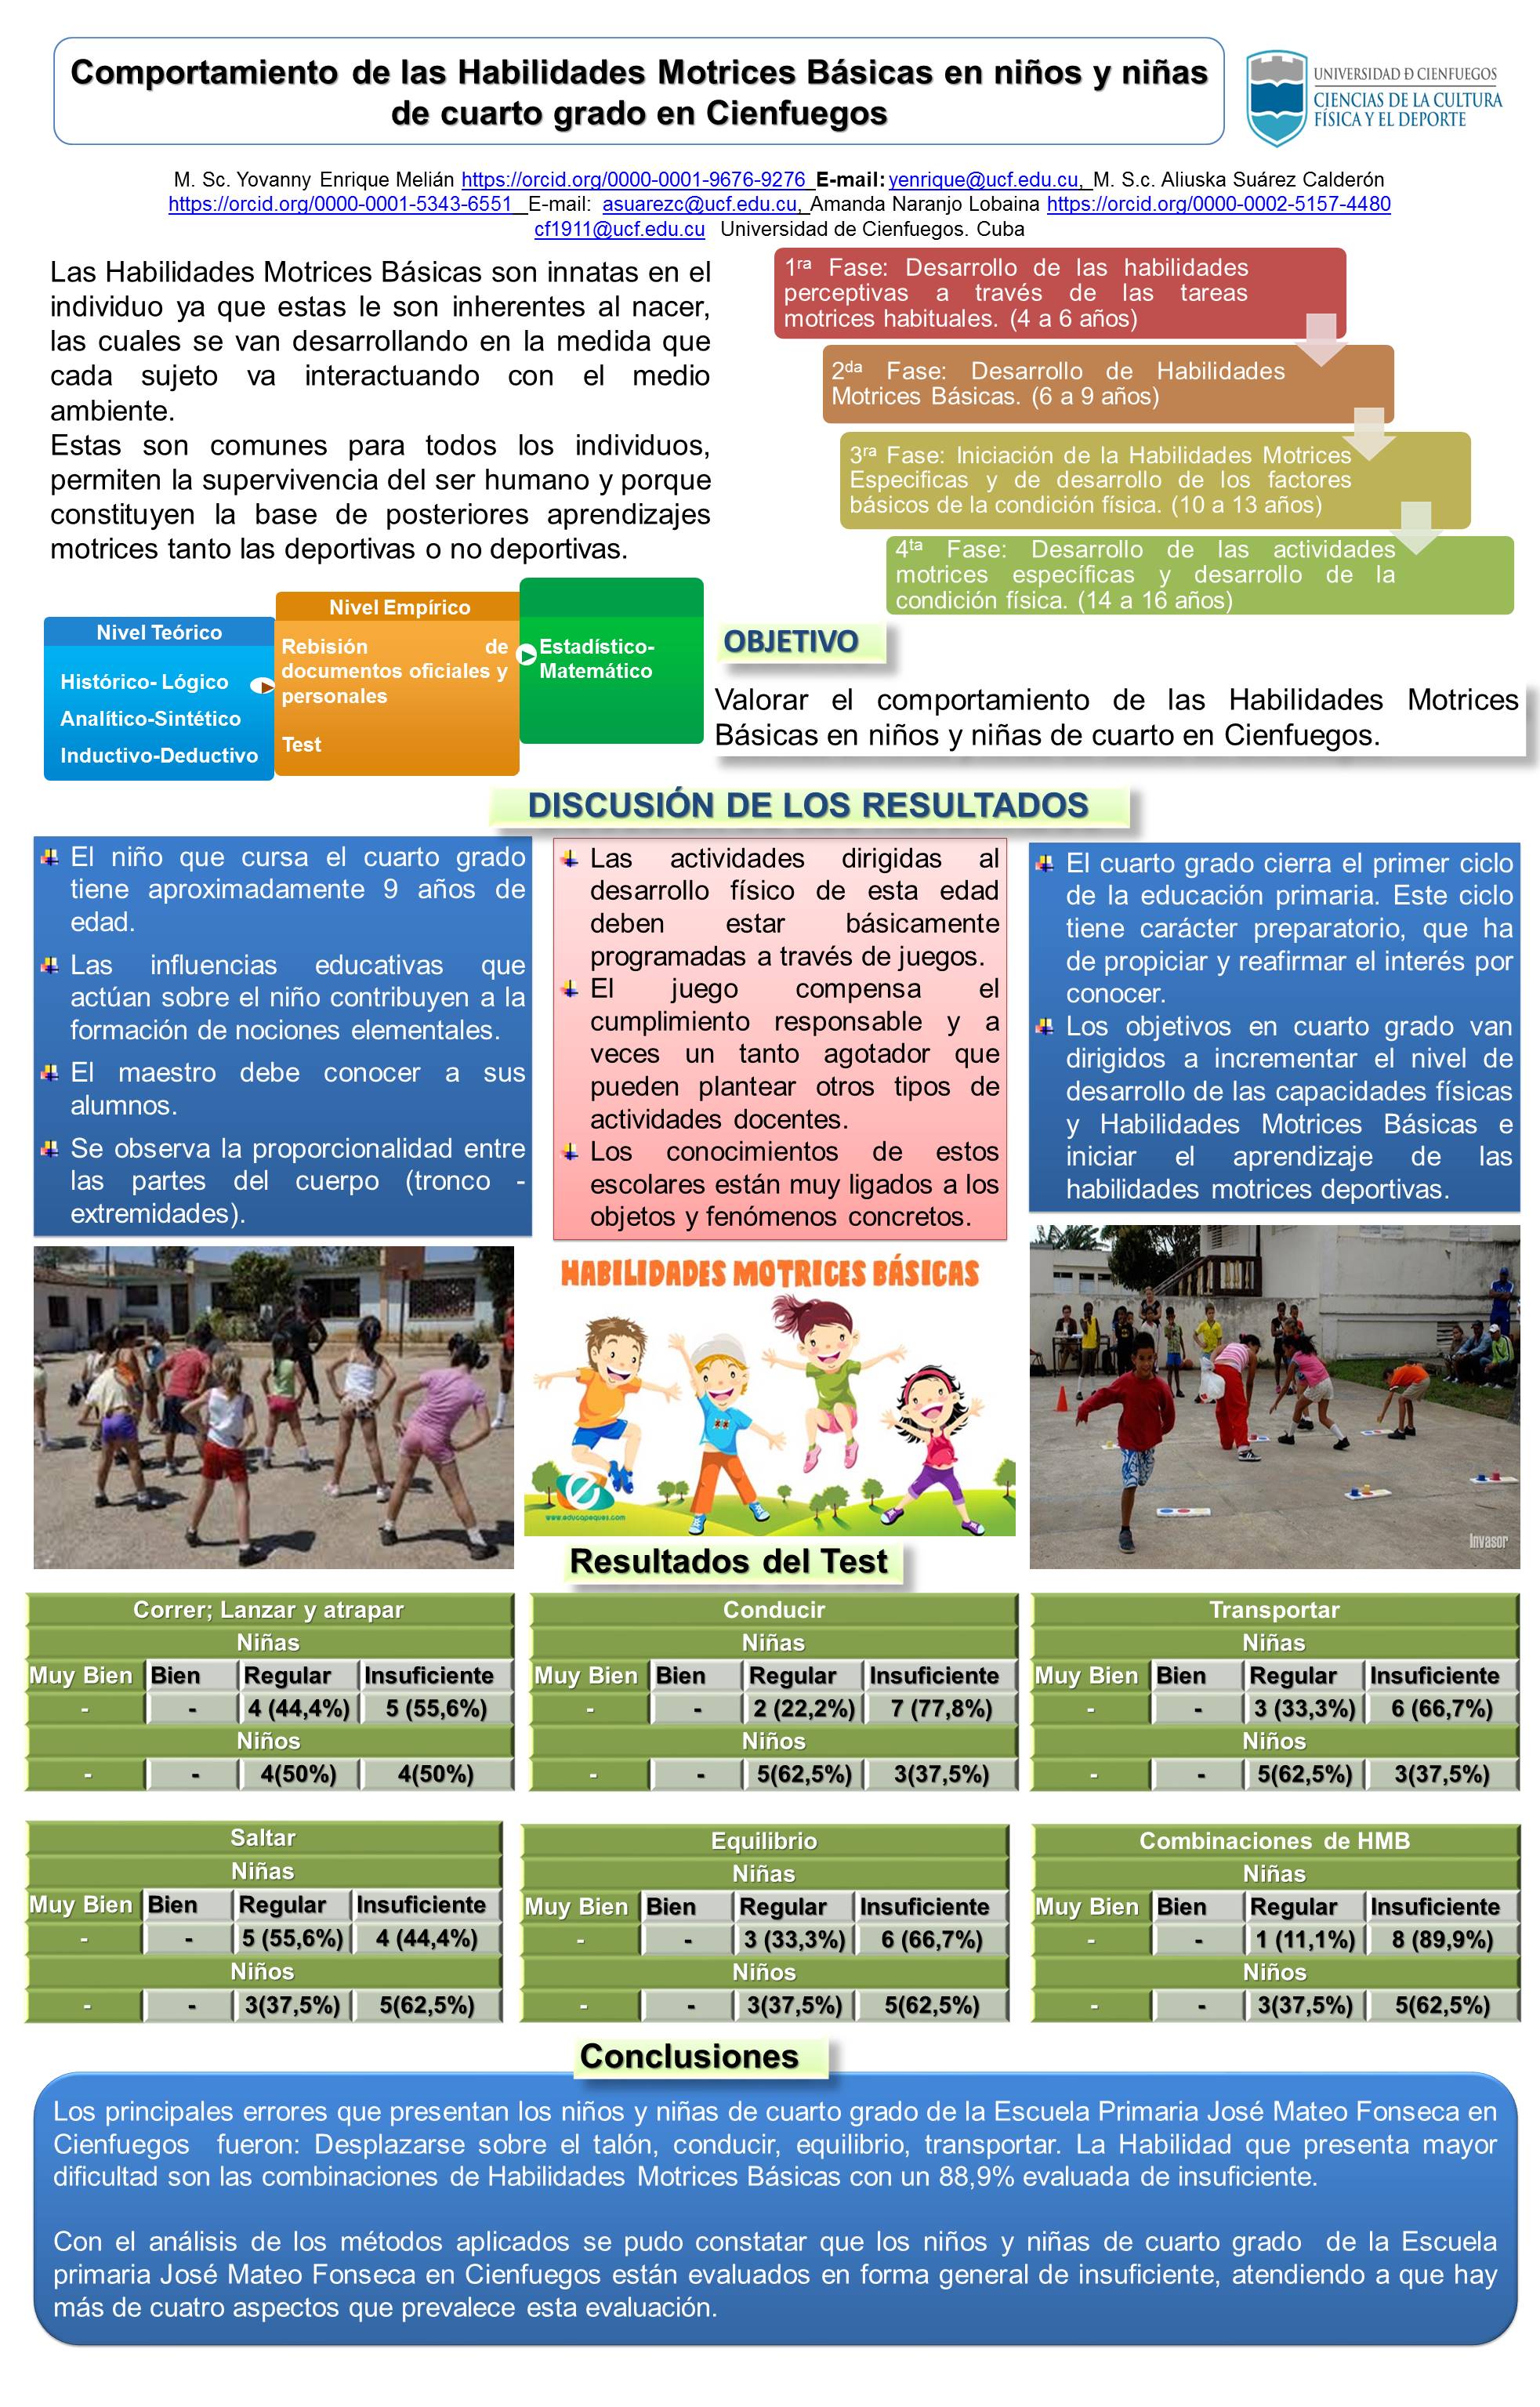 Comportamiento de las Habilidades Motrices Básicas en niños y niñas
de cuarto grado en Cienfuegos
UNIVERSIDAD Ð CIENFUEGOS
CIENCIAS DE LA CULTURA
FÍSICA Y EL DEPORTE
M. Sc. Yovanny Enrique Melián https://orcid.org/0000-0001-9676-9276 E-mail: yenrique@ucf.edu.cu, M. S.c. Aliuska Suárez Calderón
https://orcid.org/0000-0001-5343-6551 E-mail: asuarezc@ucf.edu.cu, Amanda Naranjo Lobaina https://orcid.org/0000-0002-5157-4480
cf1911@ucf.edu.cu Universidad de Cienfuegos. Cuba
Las Habilidades Motrices Básicas son innatas en el
individuo ya que estas le son inherentes al nacer,
las cuales se van desarrollando en la medida que
cada sujeto va interactuando con el medio
ambiente.
Estas son comunes para todos los individuos,
permiten la supervivencia del ser humano y porque
constituyen la base de posteriores aprendizajes
motrices tanto las deportivas o no deportivas.
1ra Fase: Desarrollo de las habilidades
perceptivas a través de las tareas
motrices habituales. (4 a 6 años)
2da Fase: Desarrollo de Habilidades
Motrices Básicas. (6 a 9 años)
3ra Fase: Iniciación de la Habilidades Motrices
Especificas y de desarrollo de los factores
básicos de la condición física. (10 a 13 años)
4ta Fase: Desarrollo de las actividades
motrices específicas y desarrollo de la
condición física. (14 a 16 años)
Nivel Teórico
Histórico- Lógico
Analítico-Sintético
Inductivo-Deductivo
Nivel Empírico
Rebisión de
documentos oficiales y
personales
Test
Estadístico-
Matemático
OBJETIVO
Valorar el comportamiento de las Habilidades Motrices
Básicas en niños y niñas de cuarto en Cienfuegos.
DISCUSIÓN DE LOS RESULTADOS
El niño que cursa el cuarto grado
tiene aproximadamente 9 años de
edad.
Las influencias educativas que
actúan sobre el niño contribuyen a la
formación de nociones elementales.
El maestro debe conocer a sus
alumnos.
Se observa la proporcionalidad entre
las partes del cuerpo (tronco -
extremidades).
Las actividades dirigidas al
desarrollo físico de esta edad
deben estar básicamente
programadas a través de juegos.
El juego compensa el
cumplimiento responsable y a
veces un tanto agotador que
pueden plantear otros tipos de
actividades docentes.
Los conocimientos de estos
escolares están muy ligados a los
objetos y fenómenos concretos.
El cuarto grado cierra el primer ciclo
de la educación primaria. Este ciclo
tiene carácter preparatorio, que ha
de propiciar y reafirmar el interés por
conocer.
Los objetivos en cuarto grado van
dirigidos a incrementar el nivel de
desarrollo de las capacidades físicas
y Habilidades Motrices Básicas e
iniciar el aprendizaje de las
habilidades motrices deportivas.
HABILIDADES MOTRICES BÁSICAS
www.educapeques.com
Invasor
Resultados del Test
Correr; Lanzar y atrapar
Niñas
Muy Bien Bien Regular Insuficiente
- - 4 (44,4%) 5 (55,6%)
Niños
- - 4(50%) 4(50%)
Conducir
Niñas
Muy Bien Bien Regular Insuficiente
- - 2 (22,2%) 7 (77,8%)
Niños
- - 5(62,5%) 3(37,5%)
Transportar
Niñas
Muy Bien Bien Regular Insuficiente
- - 3 (33,3%) 6 (66,7%)
Niños
- - 5(62,5%) 3(37,5%)
Saltar
Niñas
Muy Bien Bien Regular Insuficiente
- - 5 (55,6%) 4 (44,4%)
Niños
- - 3(37,5%) 5(62,5%)
Equilibrio
Niñas
Muy Bien Bien Regular Insuficiente
- - 3 (33,3%) 6 (66,7%)
Niños
- - 3(37,5%) 5(62,5%)
Combinaciones de HMB
Niñas
Muy Bien Bien Regular Insuficiente
- - 1 (11,1%) 8 (89,9%)
Niños
- - 3(37,5%) 5(62,5%)
Conclusiones
Los principales errores que presentan los niños y niñas de cuarto grado de la Escuela Primaria José Mateo Fonseca en
Cienfuegos fueron: Desplazarse sobre el talón, conducir, equilibrio, transportar. La Habilidad que presenta mayor
dificultad son las combinaciones de Habilidades Motrices Básicas con un 88,9% evaluada de insuficiente.
Con el análisis de los métodos aplicados se pudo constatar que los niños y niñas de cuarto grado de la Escuela
primaria José Mateo Fonseca en Cienfuegos están evaluados en forma general de insuficiente, atendiendo a que hay
más de cuatro aspectos que prevalece esta evaluación.